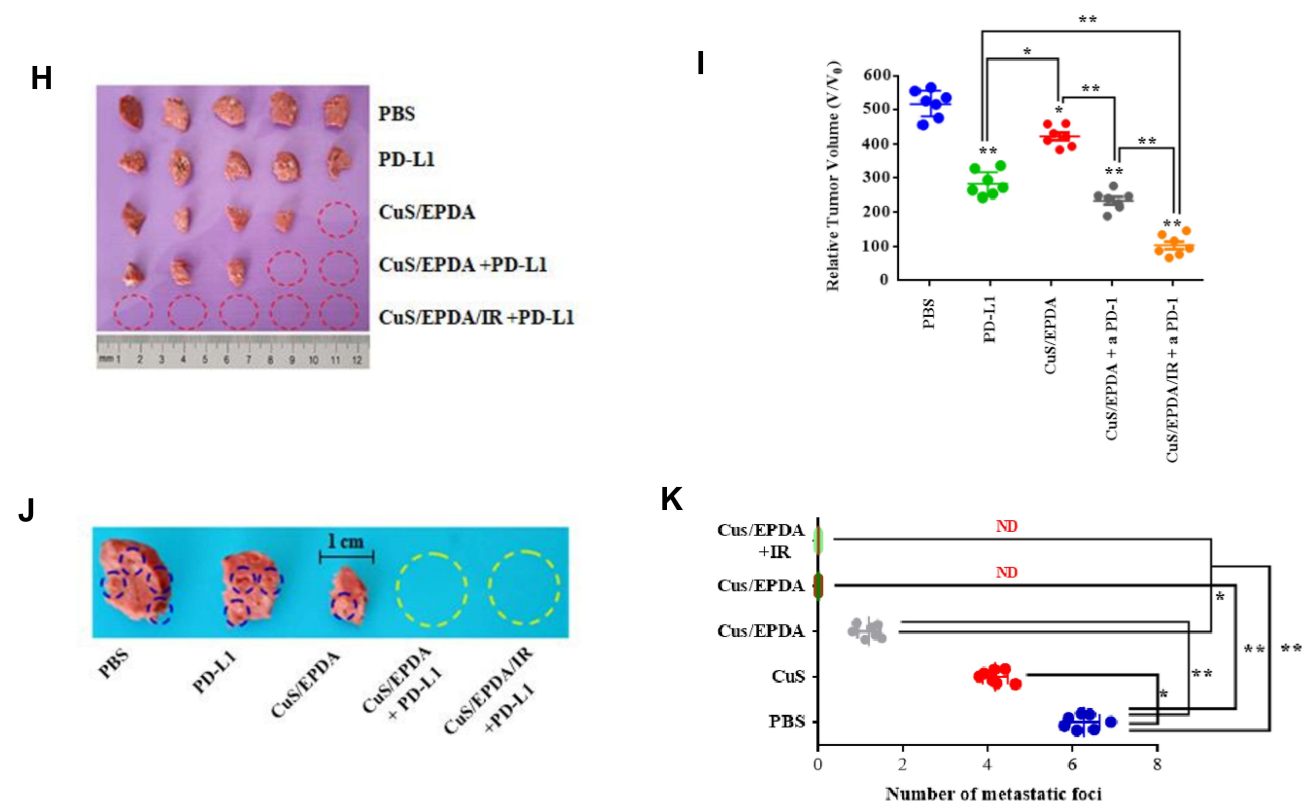 H
PBS
PD-L1
CuS/EPDA
CuS/EPDA +PD-L1
CuS/EPDA/IR +PD-L1
mm 1 2 3 4 5 6 7 8 9 10 11 12
I
**
*
**
*
**
**
**
**
Relative Tumor Volume (V/V0)
600
500
400
300
200
100
0
PBS
PD-L1
CuS/EPDA
CuS/EPDA + a PD-1
CuS/EPDA/IR + a PD-1
J
1 cm
PBS
PD-L1
CuS/EPDA
CuS/EPDA
+ PD-L1
CuS/EPDA/IR
+PD-L1
K
Cus/EPDA
+IR
ND
Cus/EPDA
ND
*
Cus/EPDA
**
**
CuS
**
*
PBS
0 2 4 6 8
Number of metastatic foci